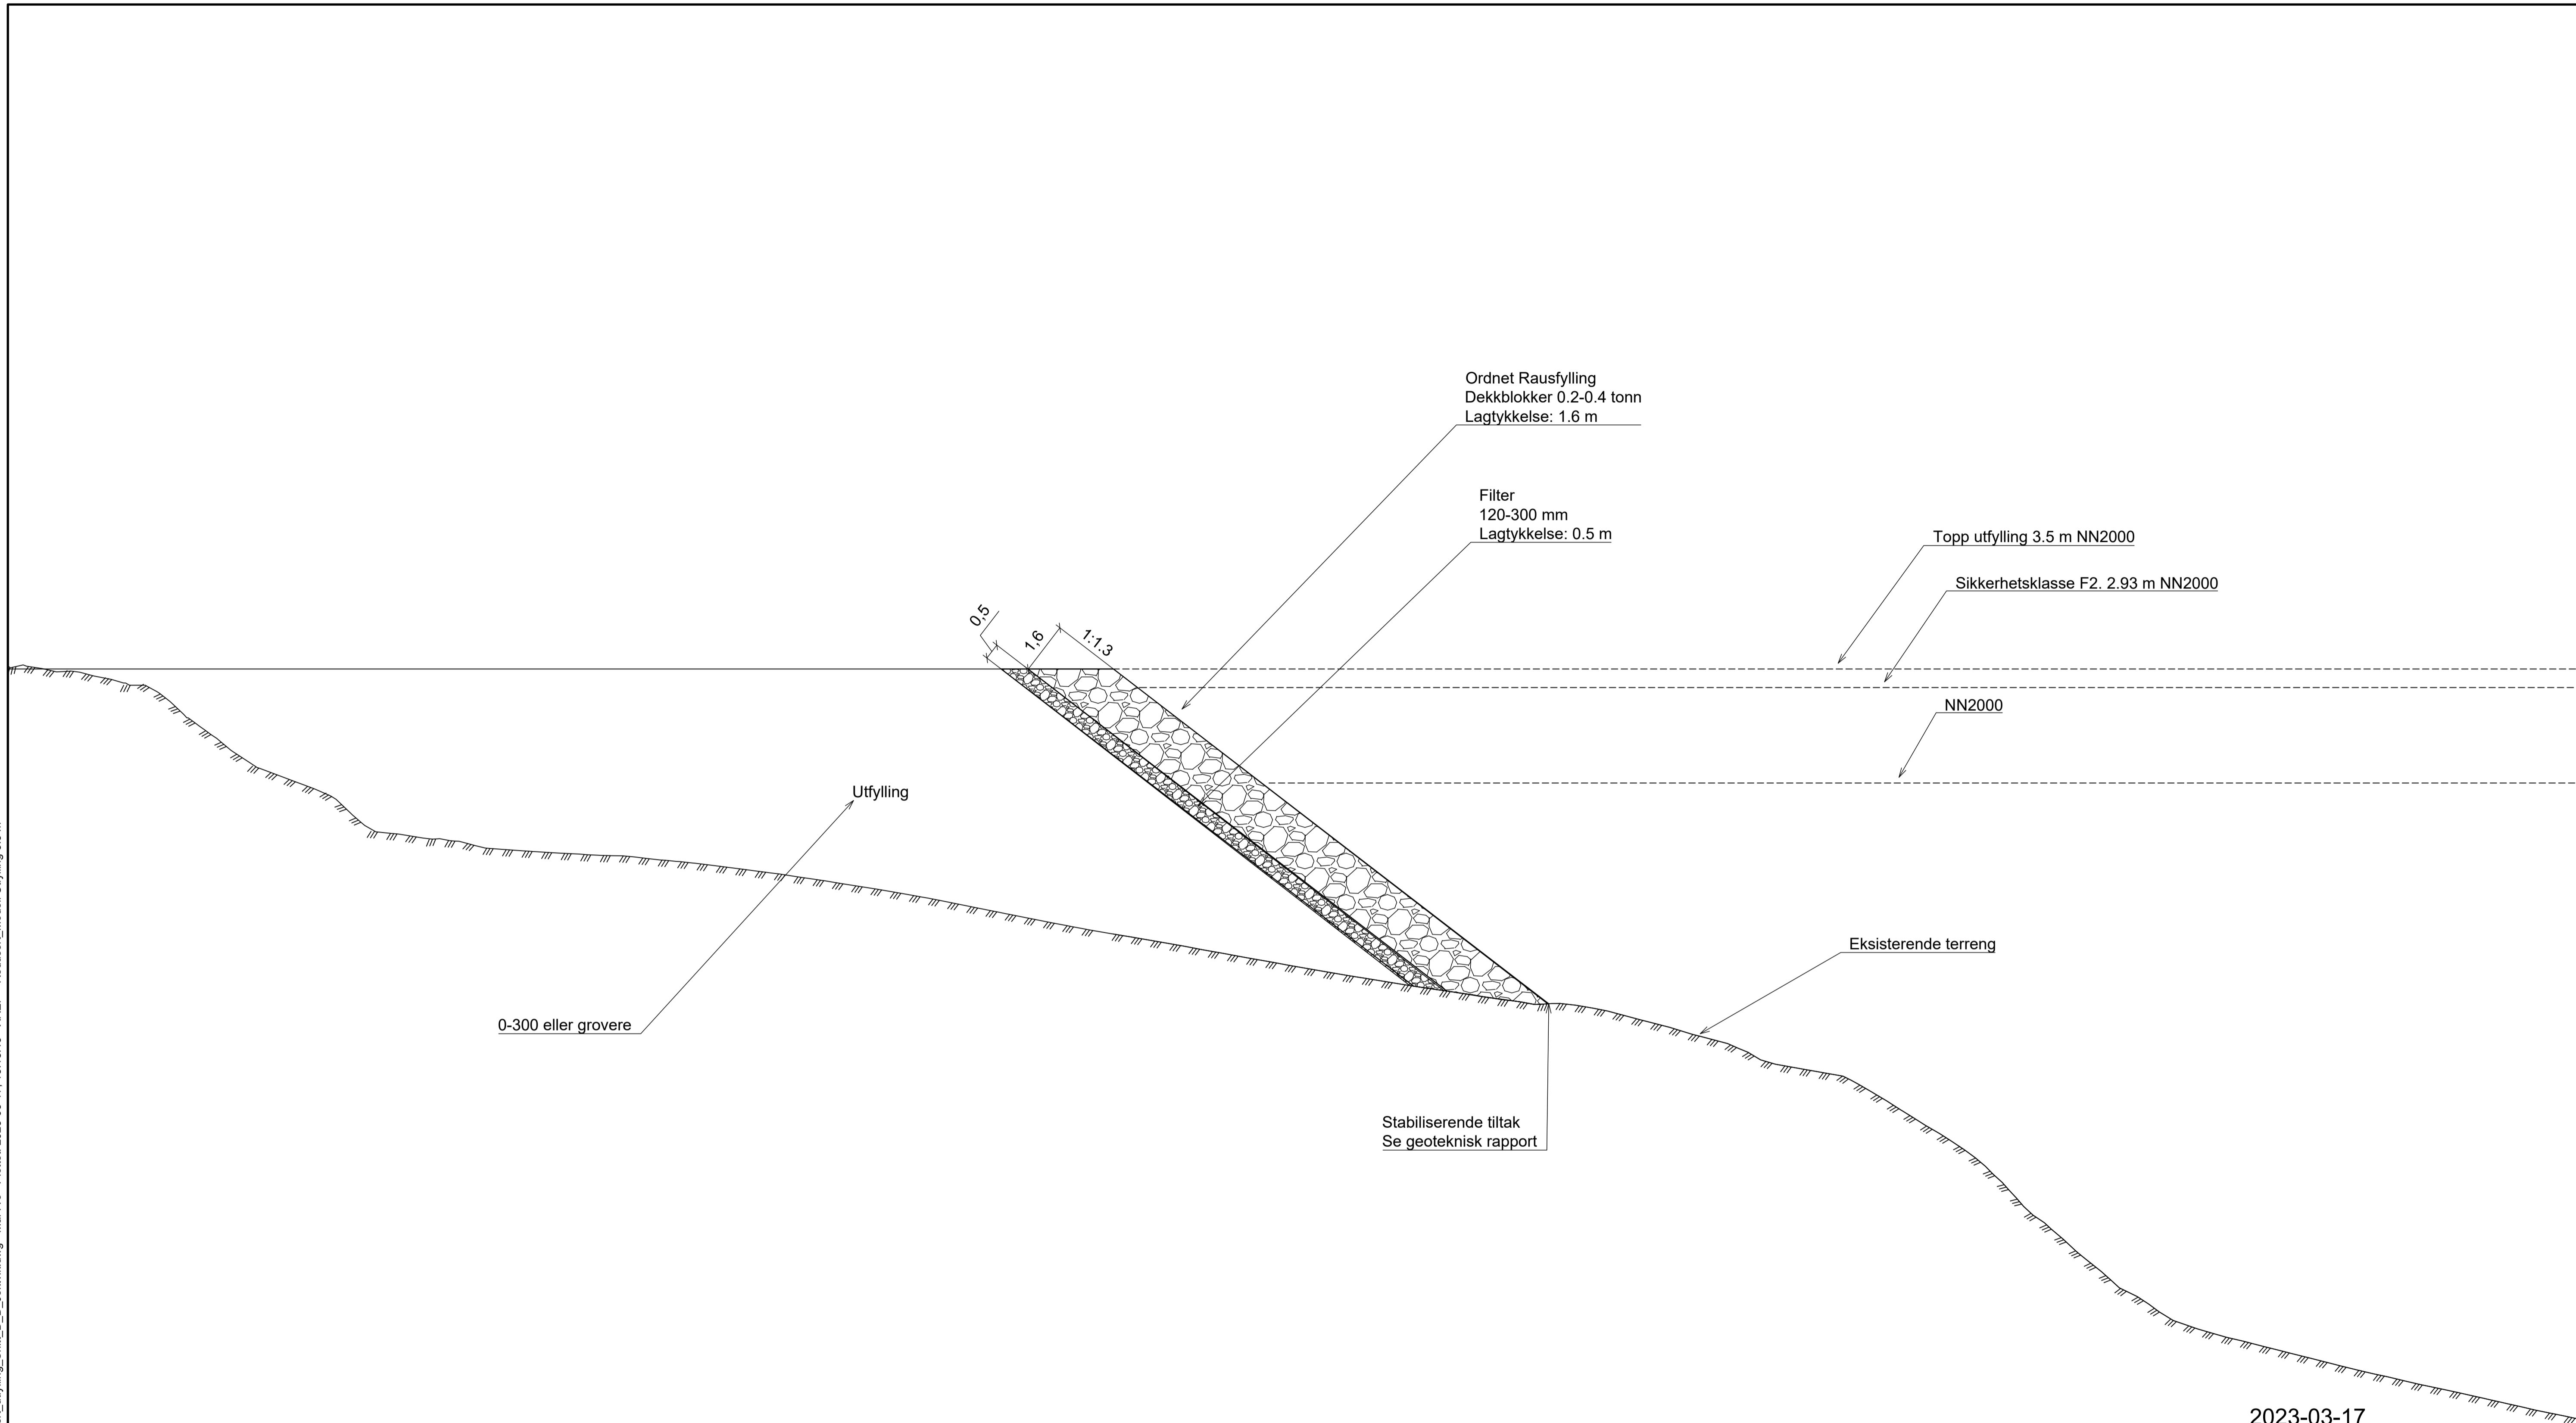 Ordnet Rausfylling
Dekkblokker 0.2-0.4 tonn
Lagtykkelse: 1.6 m
Filter
120-300 mm
Lagtykkelse: 0.5 m
Topp utfylling 3.5 m NN2000
Sikkerhetsklasse F2. 2.93 m NN2000
0,5
1,6
1:1.3
NN2000
Utfylling
Eksisterende terreng
0-300 eller grovere
Stabiliserende tiltak
Se geoteknisk rapport
2023-03-17